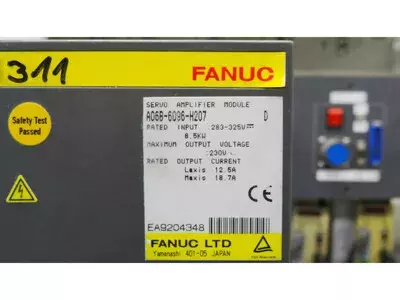 311
FANUC
Safety Test
Passed
SERVO AMPLIFIER MODULE
A06B-6096-H207 D
RATED INPUT :283-325V
8.5KW
MAXIMUM OUTPUT VOLTAGE
:230V~
RATED OUTPUT CURRENT
Laxis 12.5A
Maxis 18.7A
EA9204348
FANUC LTD
Yamanashi 401-05 JAPAN